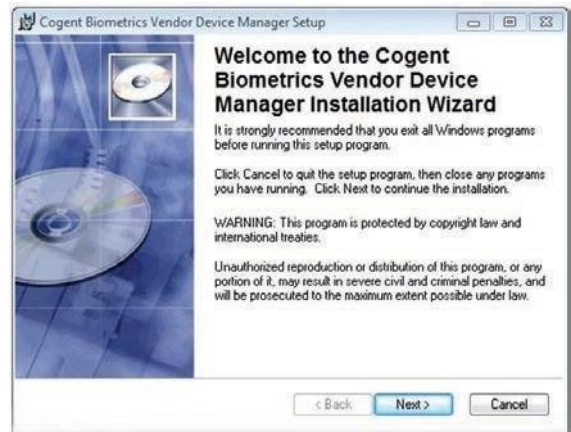 Cogent Biometrics Vendor Device Manager Setup
Welcome to the Cogent
Biometrics Vendor Device
Manager Installation Wizard
It is strongly recommended that you exit all Windows programs
before running this setup program.
Click Cancel to quit the setup program, then close any programs
you have running. Click Next to continue the installation.
WARNING: This program is protected by copyright law and
international treaties.
Unauthorized reproduction or distribution of this program, or any
portion of it, may result in severe civil and criminal penalties, and
will be prosecuted to the maximum extent possible under law.
< Back Next > Cancel